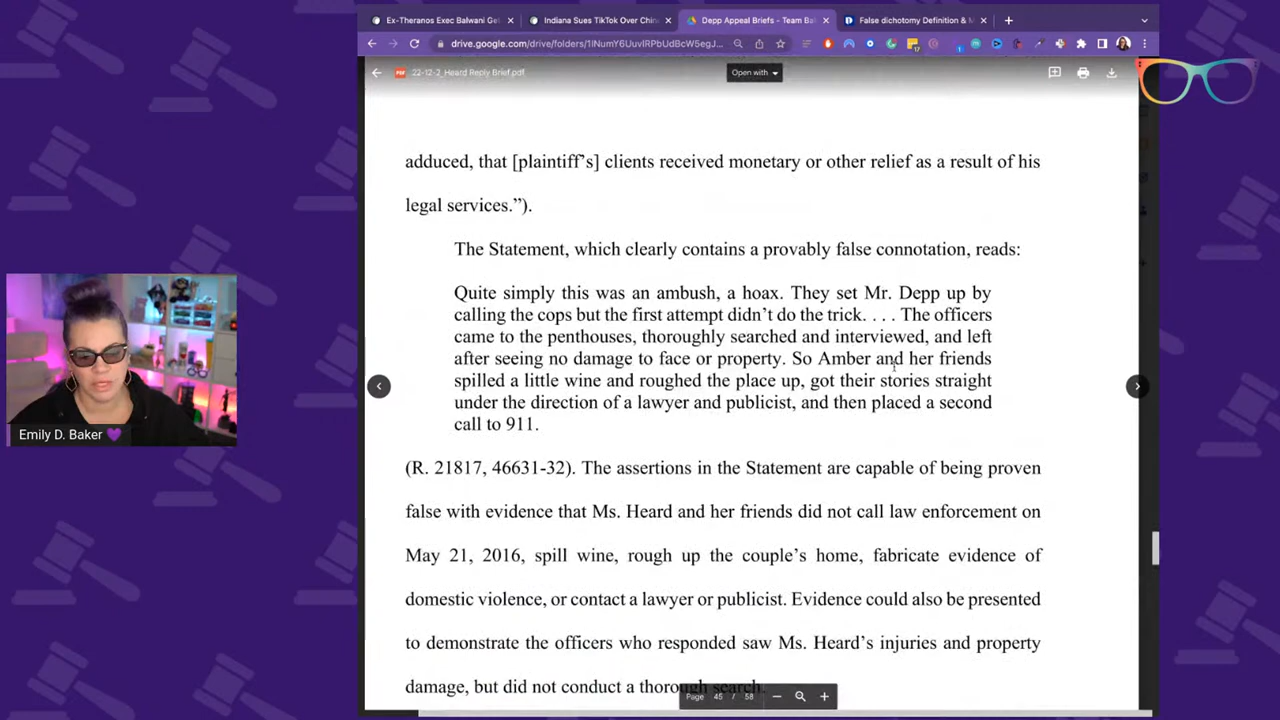 Ex-Theranos Exec Balwani Ge
Indiana Sues TikTok Over Chin
Depp Appeal Briefs - Team Ba
False dichotomy Definition & M
drive.google.com/drive/folders/1INumY6UuvIRPbUdBcW5egJ...
22-12-2_Heard Reply Brief.pdf
Open with
adduced, that [plaintiff’s] clients received monetary or other relief as a result of his
legal services.”).
The Statement, which clearly contains a provably false connotation, reads:
Quite simply this was an ambush, a hoax. They set Mr. Depp up by
calling the cops but the first attempt didn’t do the trick. . . . The officers
came to the penthouses, thoroughly searched and interviewed, and left
after seeing no damage to face or property. So Amber and her friends
spilled a little wine and roughed the place up, got their stories straight
under the direction of a lawyer and publicist, and then placed a second
call to 911.
(R. 21817, 46631-32). The assertions in the Statement are capable of being proven
false with evidence that Ms. Heard and her friends did not call law enforcement on
May 21, 2016, spill wine, rough up the couple’s home, fabricate evidence of
domestic violence, or contact a lawyer or publicist. Evidence could also be presented
to demonstrate the officers who responded saw Ms. Heard’s injuries and property
damage, but did not conduct a thorough search.
Page 45 / 58
Emily D. Baker 💜